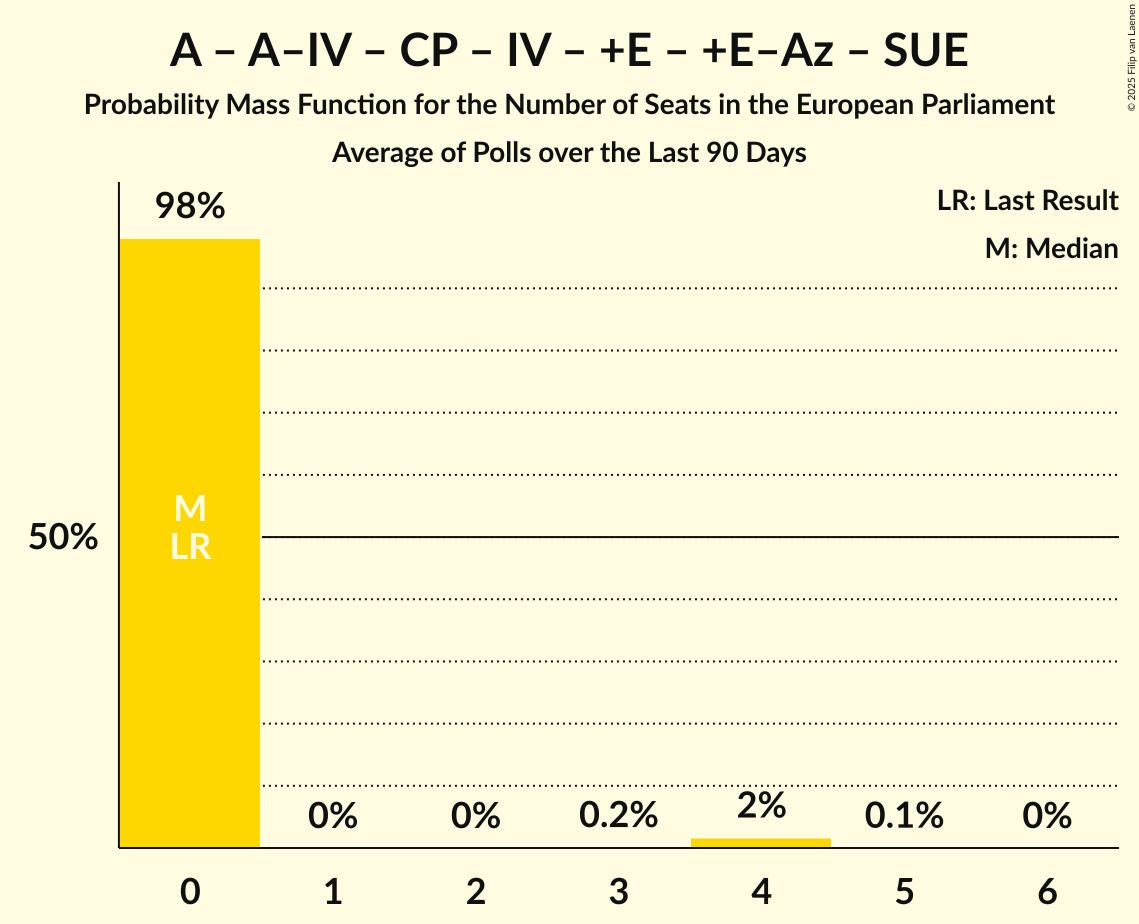 A – A–IV – CP – IV – +E – +E–Az – SUE
Probability Mass Function for the Number of Seats in the European Parliament
Average of Polls over the Last 90 Days
© 2025 Filip van Laenen
LR: Last Result
M: Median
98%
M
LR
50%
0%
0%
0.2%
2%
0.1%
0%
0
1
2
3
4
5
6